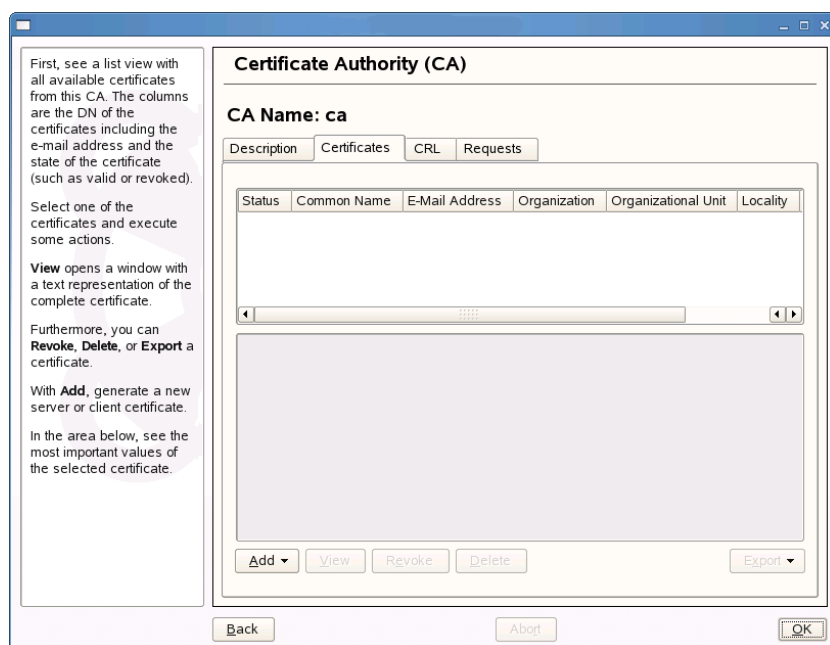 First, see a list view with
all available certificates
from this CA. The columns
are the DN of the
certificates including the
e-mail address and the
state of the certificate
(such as valid or revoked).
Select one of the
certificates and execute
some actions.
View opens a window with
a text representation of the
complete certificate.
Furthermore, you can
Revoke, Delete, or Export a
certificate.
With Add, generate a new
server or client certificate.
In the area below, see the
most important values of
the selected certificate.
Certificate Authority (CA)
CA Name: ca
Description Certificates CRL Requests
Status Common Name E-Mail Address Organization Organizational Unit Locality
Add View Revoke Delete Export
Back Abort OK